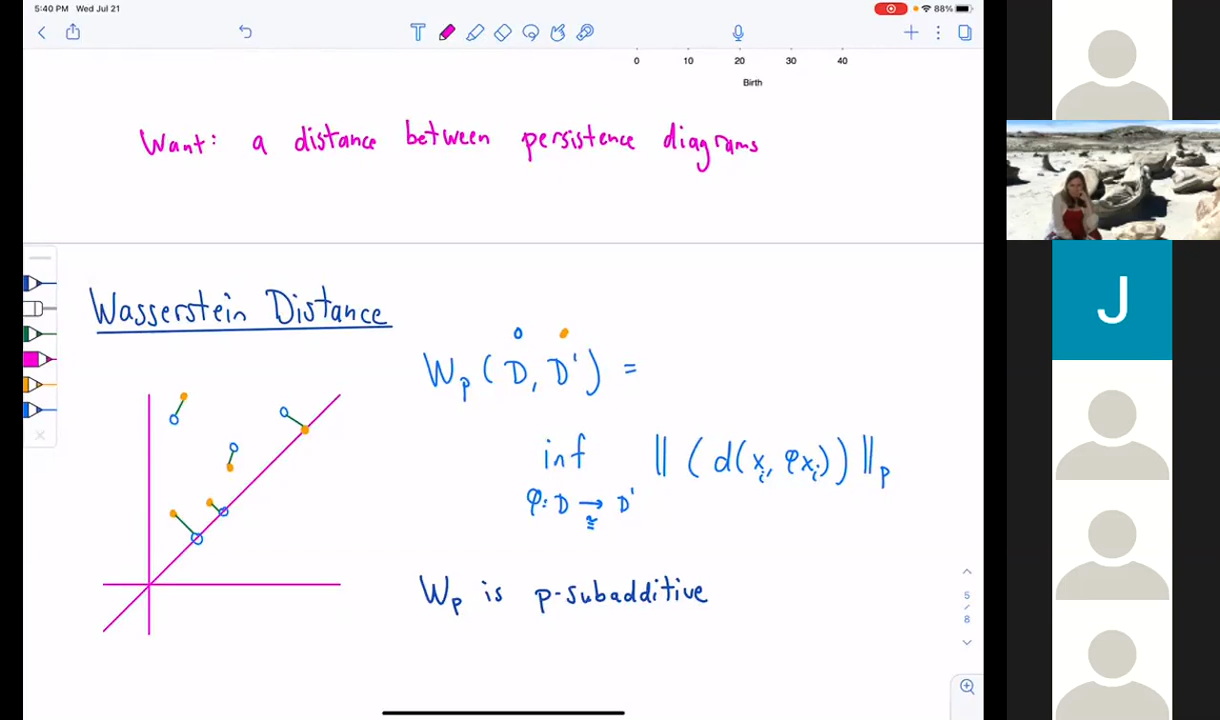 5:40 PM Wed Jul 21
88%
T
0 10 20 30 40
Birth
Want: a distance between persistence diagrams
Wasserstein Distance
Wp (D, D') =
inf ‖ (d(xᵢ, φxᵢ)) ‖p
φ: D → D'
≅
Wp is p-subadditive
5
/
8
J